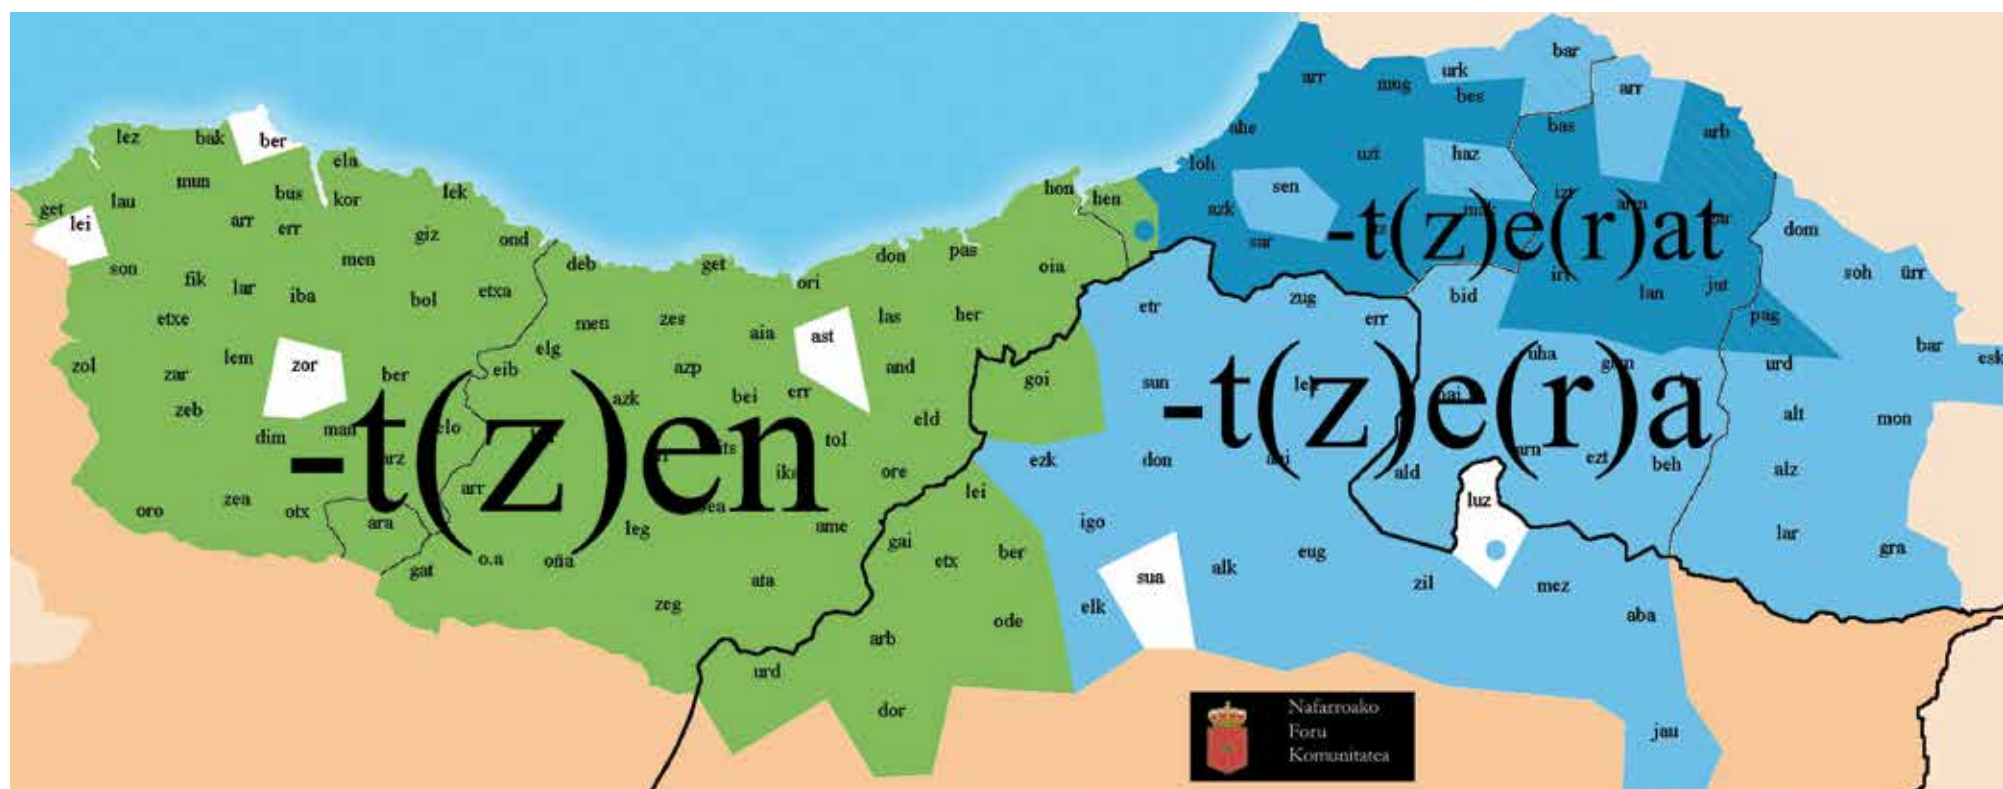 bar
arr
mug
urk
bes
arr
lez
bak
ber
ahe
bas
arb
ela
uzt
haz
loh
mun
bus
kor
lek
hon
hen
sen
get
lei
lau
azk
arr
err
giz
ond
sar
dom
-t(z)e(r)at
son
fik
men
deb
get
don
pas
oia
soh
ürr
lar
iba
bol
etxa
ori
lan
jut
bid
zug
etr
err
etxe
men
zes
aia
ast
las
her
pag
zol
lem
zor
elg
uha
urd
bar
esk
zar
ber
eib
azp
and
goi
sun
zeb
azk
bei
err
eld
alt
mon
-t(z)e(r)a
dim
man
tol
-t(z)en
ezk
don
ald
ezt
beh
alz
ore
lei
luz
arr
oro
zea
otx
ara
leg
ame
igo
lar
gai
gra
gat
o.a
oña
etx
ber
eug
alk
sua
zil
mez
ata
zeg
elk
ode
aba
arb
urd
dor
jau
Nafarroako
Foru
Komunitatea